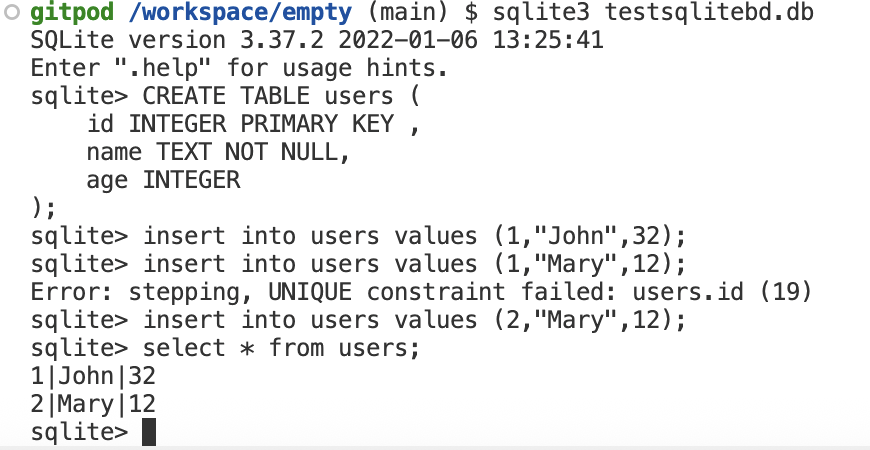 gitpod /workspace/empty (main) $ sqlite3 testsqlitebd.db
SQLite version 3.37.2 2022-01-06 13:25:41
Enter ".help" for usage hints.
sqlite> CREATE TABLE users (
    id INTEGER PRIMARY KEY ,
    name TEXT NOT NULL,
    age INTEGER
);
sqlite> insert into users values (1,"John",32);
sqlite> insert into users values (1,"Mary",12);
Error: stepping, UNIQUE constraint failed: users.id (19)
sqlite> insert into users values (2,"Mary",12);
sqlite> select * from users;
1|John|32
2|Mary|12
sqlite>